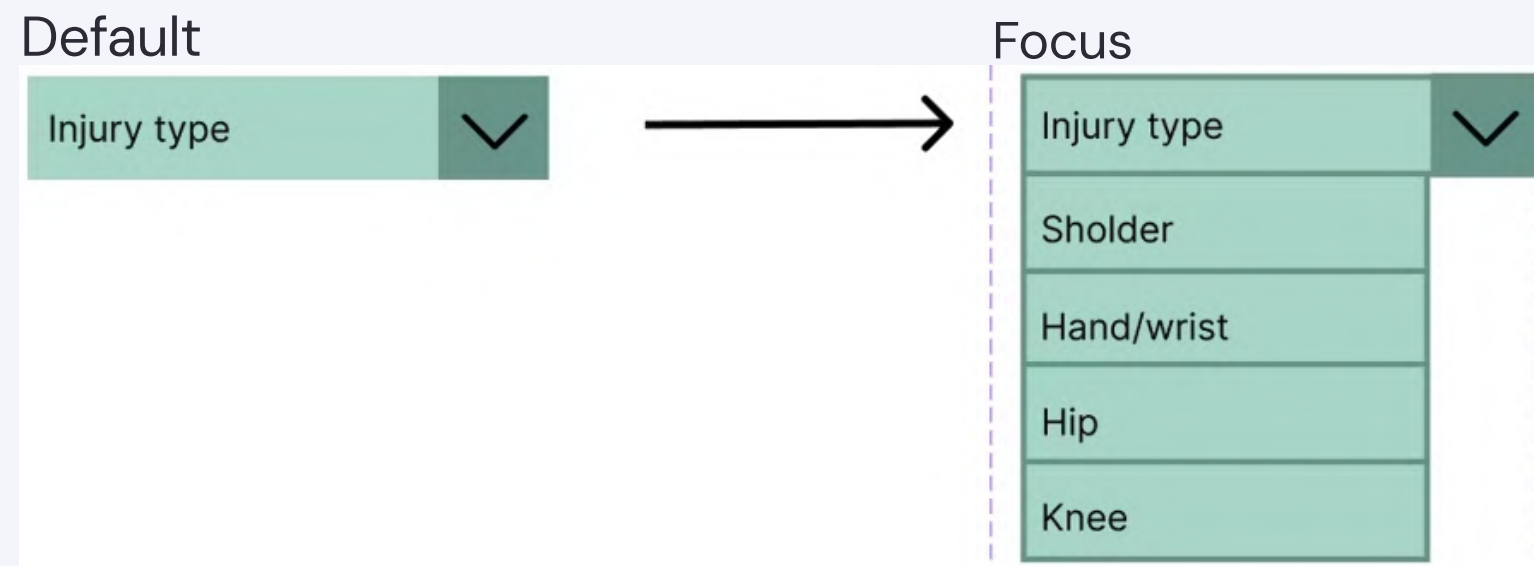 Default
Injury type
Focus
Injury type
Sholder
Hand/wrist
Hip
Knee